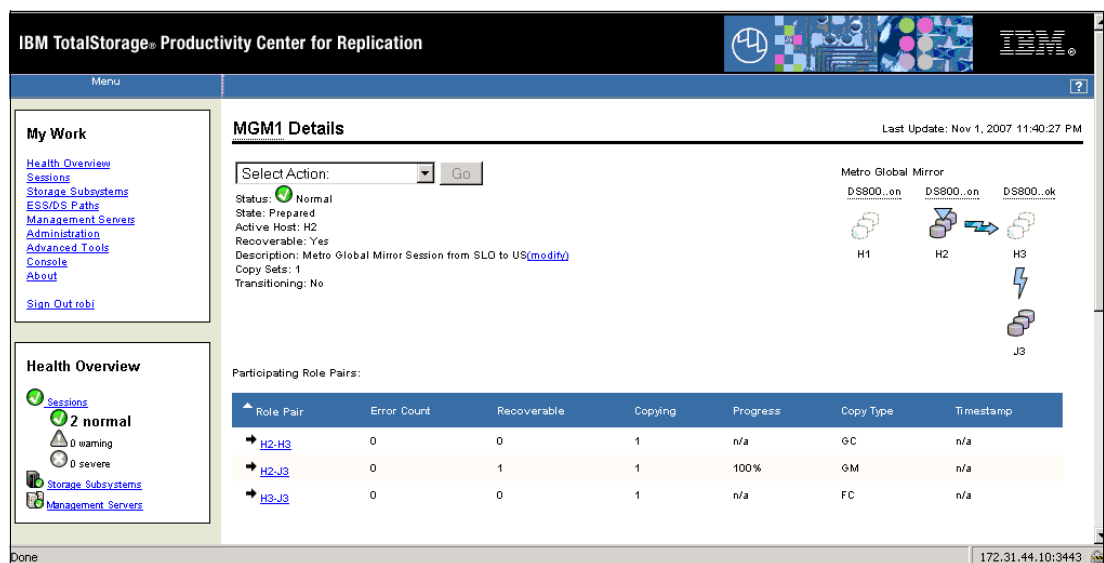 IBM TotalStorage® Productivity Center for Replication
IBM®
Menu
?
My Work
Health Overview
Sessions
Storage Subsystems
ESS/DS Paths
Management Servers
Administration
Advanced Tools
Console
About
Sign Out robi
Health Overview
Sessions
2 normal
0 warning
0 severe
Storage Subsystems
Management Servers
MGM1 Details
Last Update: Nov 1, 2007 11:40:27 PM
Select Action: Go
Status: Normal
State: Prepared
Active Host: H2
Recoverable: Yes
Description: Metro Global Mirror Session from SLO to US(modify)
Copy Sets: 1
Transitioning: No
Metro Global Mirror
DS800..on DS800..on DS800..ok
H1 H2 H3
J3
Participating Role Pairs:
Role Pair Error Count Recoverable Copying Progress Copy Type Timestamp
H2-H3 0 0 1 n/a GC n/a
H2-J3 0 1 1 100% GM n/a
H3-J3 0 0 1 n/a FC n/a
Done
172.31.44.10:3443